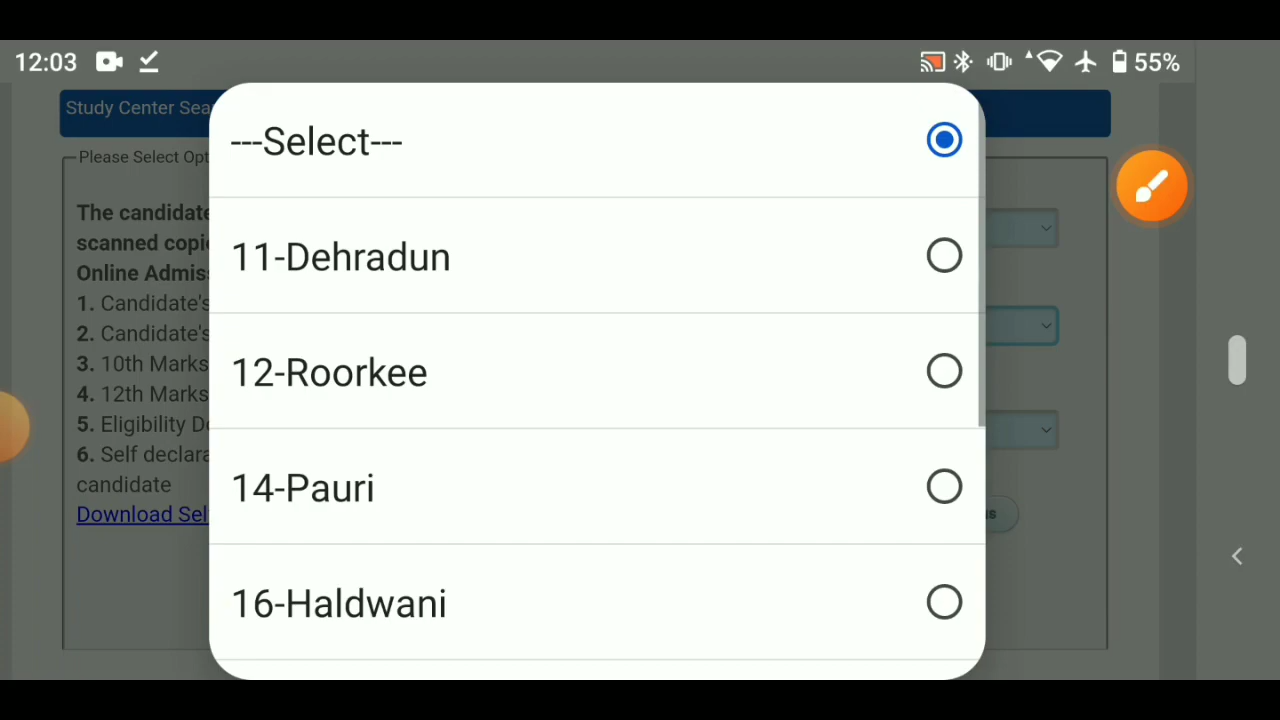 12:03
55%
Study Center Sea
Please Select Opt
---Select---
The candidate
scanned copi
Online Admis
11-Dehradun
1. Candidate's
2. Candidate's
3. 10th Marks
12-Roorkee
4. 12th Marks
5. Eligibility D
6. Self declara
candidate
14-Pauri
Download Sel
16-Haldwani